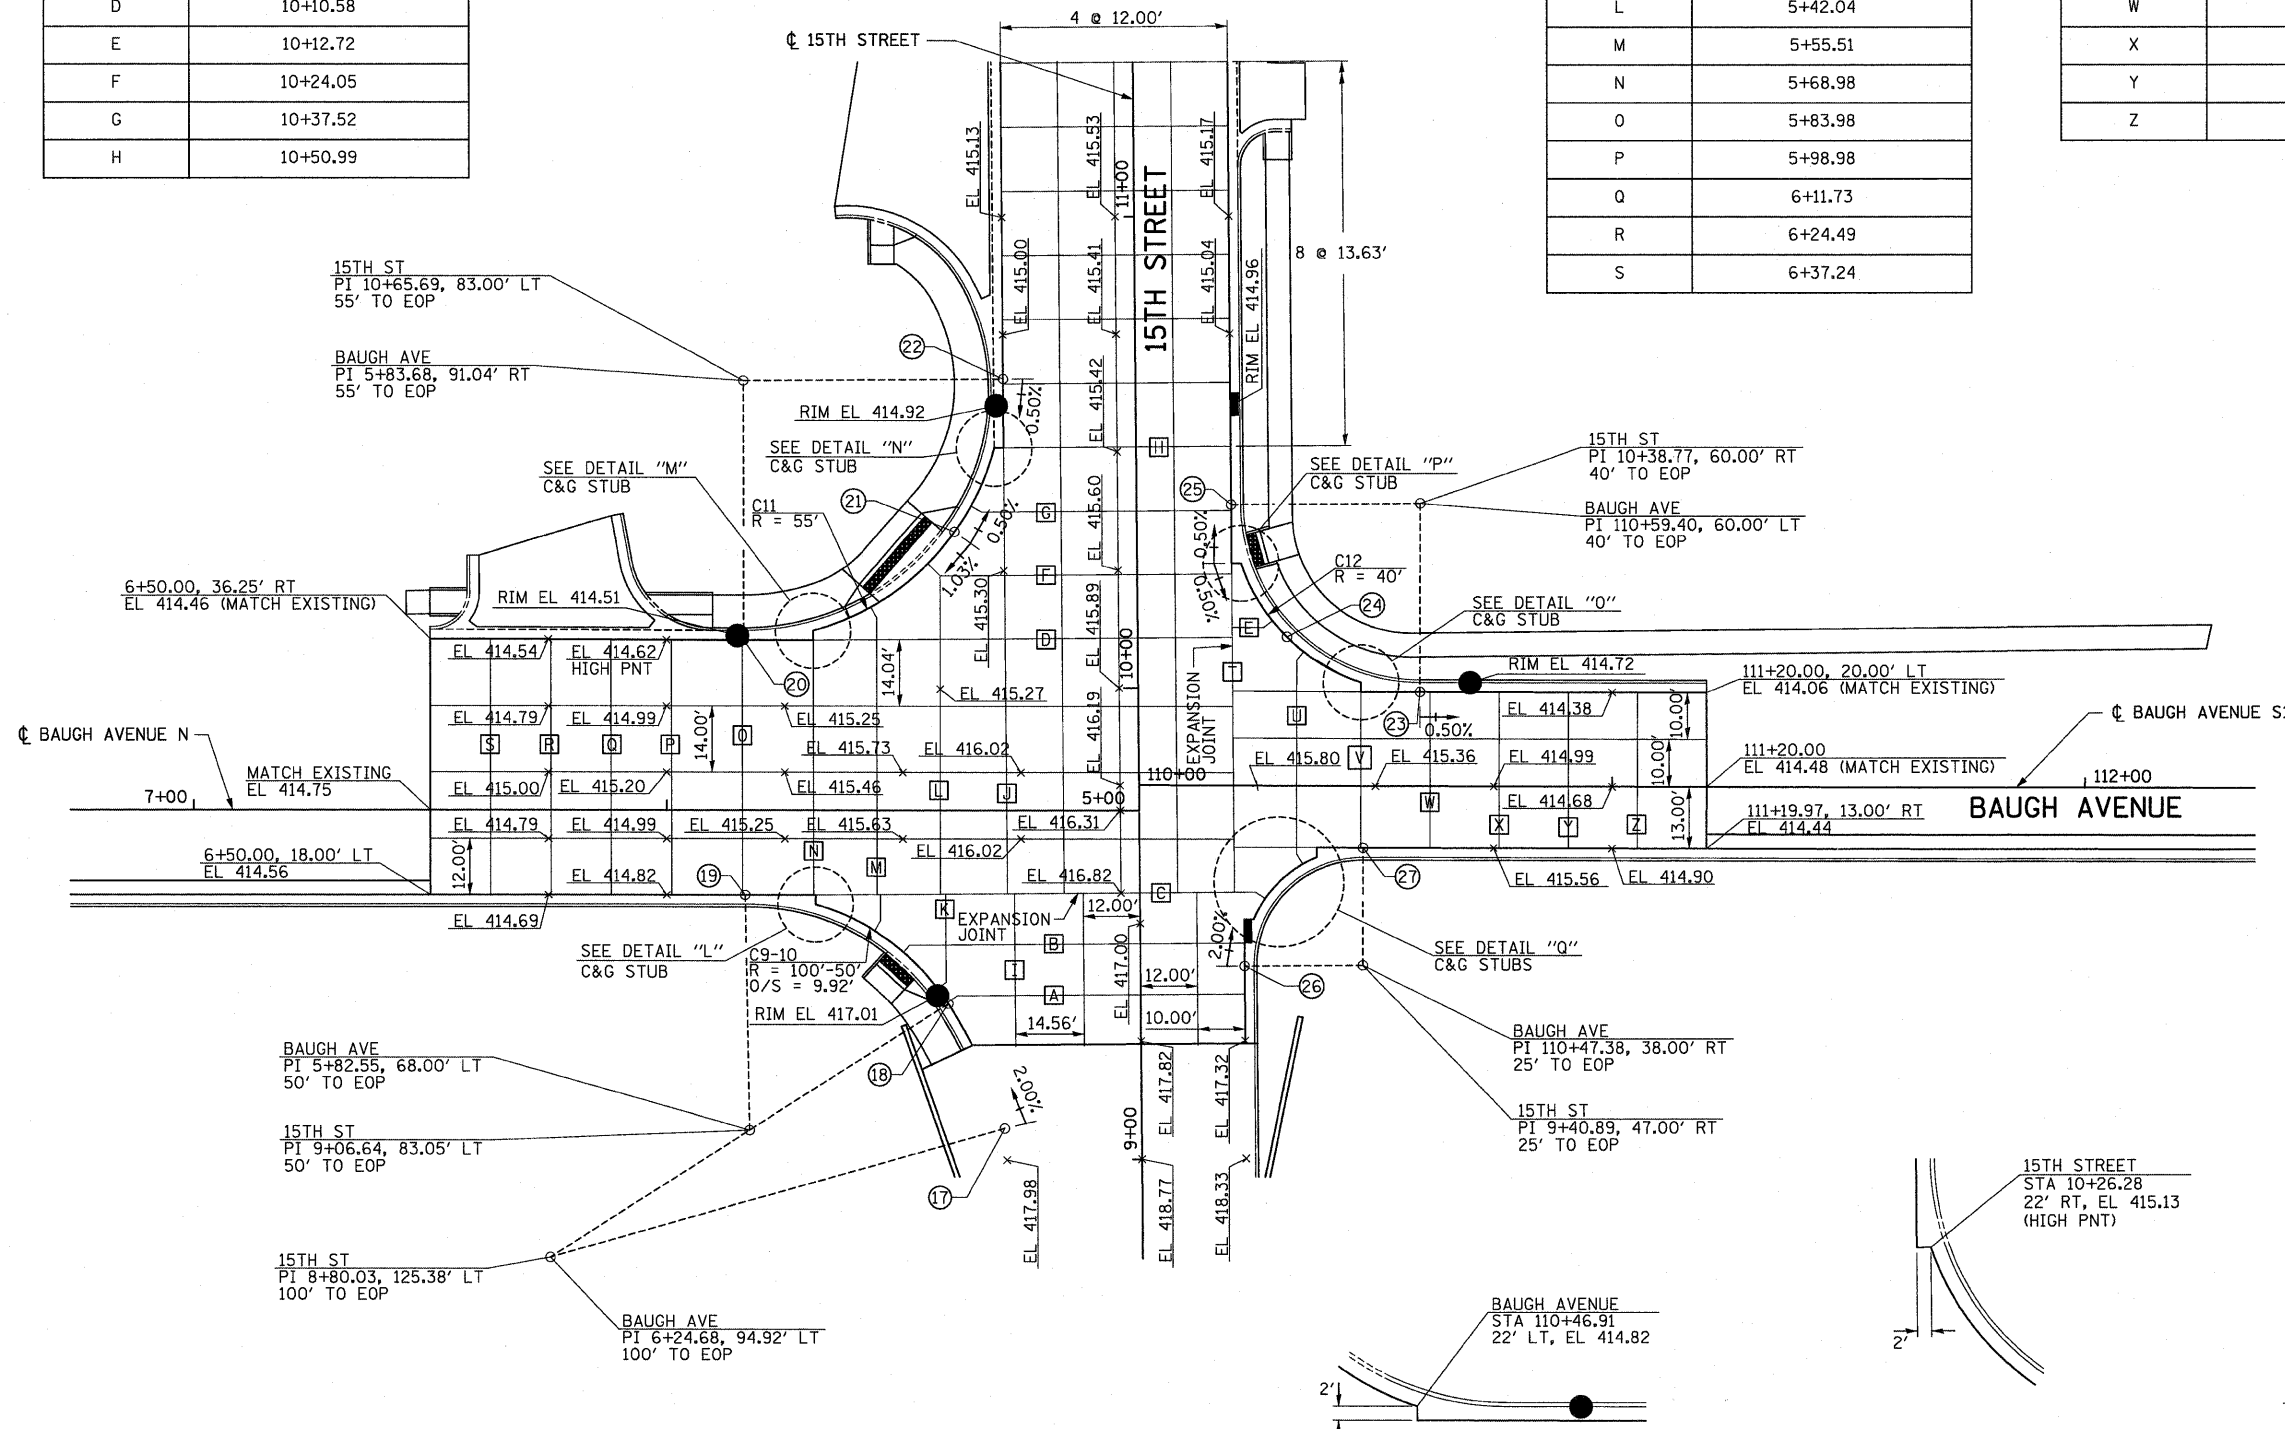 D 10+10.58
E 10+12.72
F 10+24.05
G 10+37.52
H 10+50.99
4 @ 12.00'
℄ 15TH STREET
L 5+42.04
M 5+55.51
N 5+68.98
O 5+83.98
P 5+98.98
Q 6+11.73
R 6+24.49
S 6+37.24
W
X
Y
Z
EL 415.13
EL 415.53
11+00
15TH STREET
EL 415.17
EL 415.00
EL 415.41
EL 415.04
RIM EL 414.96
8 @ 13.63'
15TH ST
PI 10+65.69, 83.00' LT
55' TO EOP
BAUGH AVE
PI 5+83.68, 91.04' RT
55' TO EOP
22
0.50%
EL 415.42
RIM EL 414.92
SEE DETAIL "N"
C&G STUB
SEE DETAIL "M"
C&G STUB
H
15TH ST
PI 10+38.77, 60.00' RT
40' TO EOP
SEE DETAIL "P"
C&G STUB
BAUGH AVE
PI 110+59.40, 60.00' LT
40' TO EOP
21
C11
R = 55'
0.50%
1.03%
G
EL 415.60
25
0.50%
0.50%
C12
R = 40'
24
SEE DETAIL "O"
C&G STUB
6+50.00, 36.25' RT
EL 414.46 (MATCH EXISTING)
RIM EL 414.51
EL 415.30
F
EL 415.89
E
D
10+00
EL 414.54
EL 414.62
HIGH PNT
20
14.04'
EL 415.27
EXPANSION
JOINT
T
RIM EL 414.72
111+20.00, 20.00' LT
EL 414.06 (MATCH EXISTING)
EL 414.79
EL 414.99
EL 415.25
EL 416.19
U
23
0.50%
EL 414.38
10.00'
℄ BAUGH AVENUE N
℄ BAUGH AVENUE S
S
R
Q
P
14.00'
O
EL 415.73
EL 416.02
EL 415.80
V
EL 415.36
EL 414.99
10.00'
111+20.00
EL 414.48 (MATCH EXISTING)
MATCH EXISTING
EL 414.75
EL 415.00
EL 415.20
EL 415.46
L
J
110+00
5+00
112+00
7+00
W
EL 414.68
BAUGH AVENUE
EL 414.79
EL 414.99
EL 415.25
EL 415.63
EL 416.31
X
Y
Z
13.00'
111+19.97, 13.00' RT
EL 414.44
6+50.00, 18.00' LT
EL 414.56
12.00'
N
M
EL 416.02
EL 414.82
19
EL 416.82
C
27
EL 415.56
EL 414.90
EL 414.69
K
EXPANSION
JOINT
12.00'
SEE DETAIL "L"
C&G STUB
C9-10
R = 100'-50'
O/S = 9.92'
B
I
A
EL 417.00
2.00%
12.00'
SEE DETAIL "Q"
C&G STUBS
26
RIM EL 417.01
14.56'
10.00'
BAUGH AVE
PI 5+82.55, 68.00' LT
50' TO EOP
18
2.00%
EL 417.82
EL 417.32
BAUGH AVE
PI 110+47.38, 38.00' RT
25' TO EOP
15TH ST
PI 9+06.64, 83.05' LT
50' TO EOP
9+00
15TH ST
PI 9+40.89, 47.00' RT
25' TO EOP
17
EL 417.98
EL 418.77
EL 418.33
15TH STREET
STA 10+26.28
22' RT, EL 415.13
(HIGH PNT)
15TH ST
PI 8+80.03, 125.38' LT
100' TO EOP
BAUGH AVE
PI 6+24.68, 94.92' LT
100' TO EOP
BAUGH AVENUE
STA 110+46.91
22' LT, EL 414.82
2'
2'